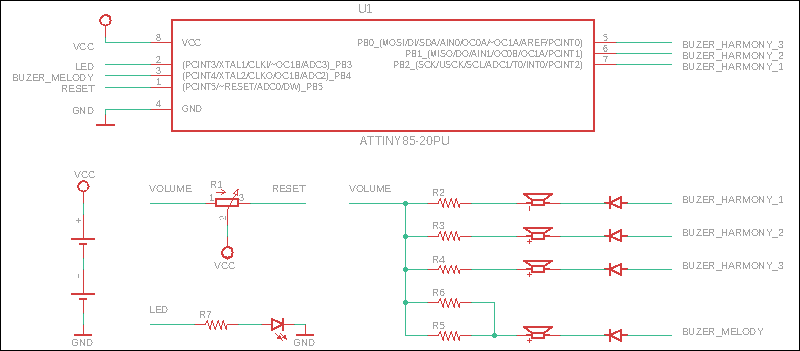 U1
VCC
8
VCC
LED
2
(PCINT3/XTAL1/CLKI/~OC1B/ADC3)_PB3
BUZER_MELODY
3
(PCINT4/XTAL2/CLKO/OC1B/ADC2)_PB4
RESET
1
(PCINT5/~RESET/ADC0/DW)_PB5
GND
4
GND
PB0_(MOSI/DI/SDA/AIN0/OC0A/~OC1A/AREF/PCINT0)
5
BUZER_HARMONY_3
PB1_(MISO/DO/AIN1/OC0B/OC1A/PCINT1)
6
BUZER_HARMONY_2
PB2_(SCK/USCK/SCL/ADC1/T0/INT0/PCINT2)
7
BUZER_HARMONY_1
ATTINY85-20PU
VCC
+
-
GND
VOLUME
R1
1
3
2
RESET
VCC
LED
R7
GND
VOLUME
R2
-
BUZER_HARMONY_1
R3
+
BUZER_HARMONY_2
R4
+
BUZER_HARMONY_3
R6
R5
+
BUZER_MELODY